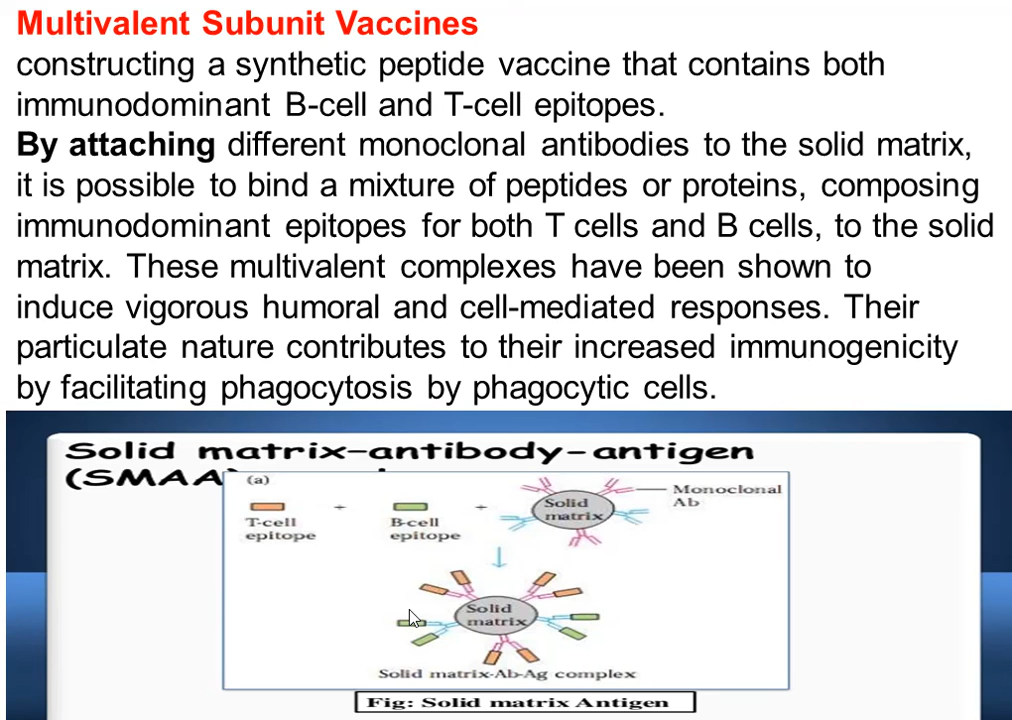 Multivalent Subunit Vaccines
constructing a synthetic peptide vaccine that contains both
immunodominant B-cell and T-cell epitopes.
By attaching different monoclonal antibodies to the solid matrix,
it is possible to bind a mixture of peptides or proteins, composing
immunodominant epitopes for both T cells and B cells, to the solid
matrix. These multivalent complexes have been shown to
induce vigorous humoral and cell-mediated responses. Their
particulate nature contributes to their increased immunogenicity
by facilitating phagocytosis by phagocytic cells.
Solid matrix-antibody-antigen
(SMAA)
(a)
T-cell
epitope
+
B-cell
epitope
+
Solid
matrix
Monoclonal
Ab
Solid
matrix
Solid matrix-Ab-Ag complex
Fig: Solid matrix Antigen